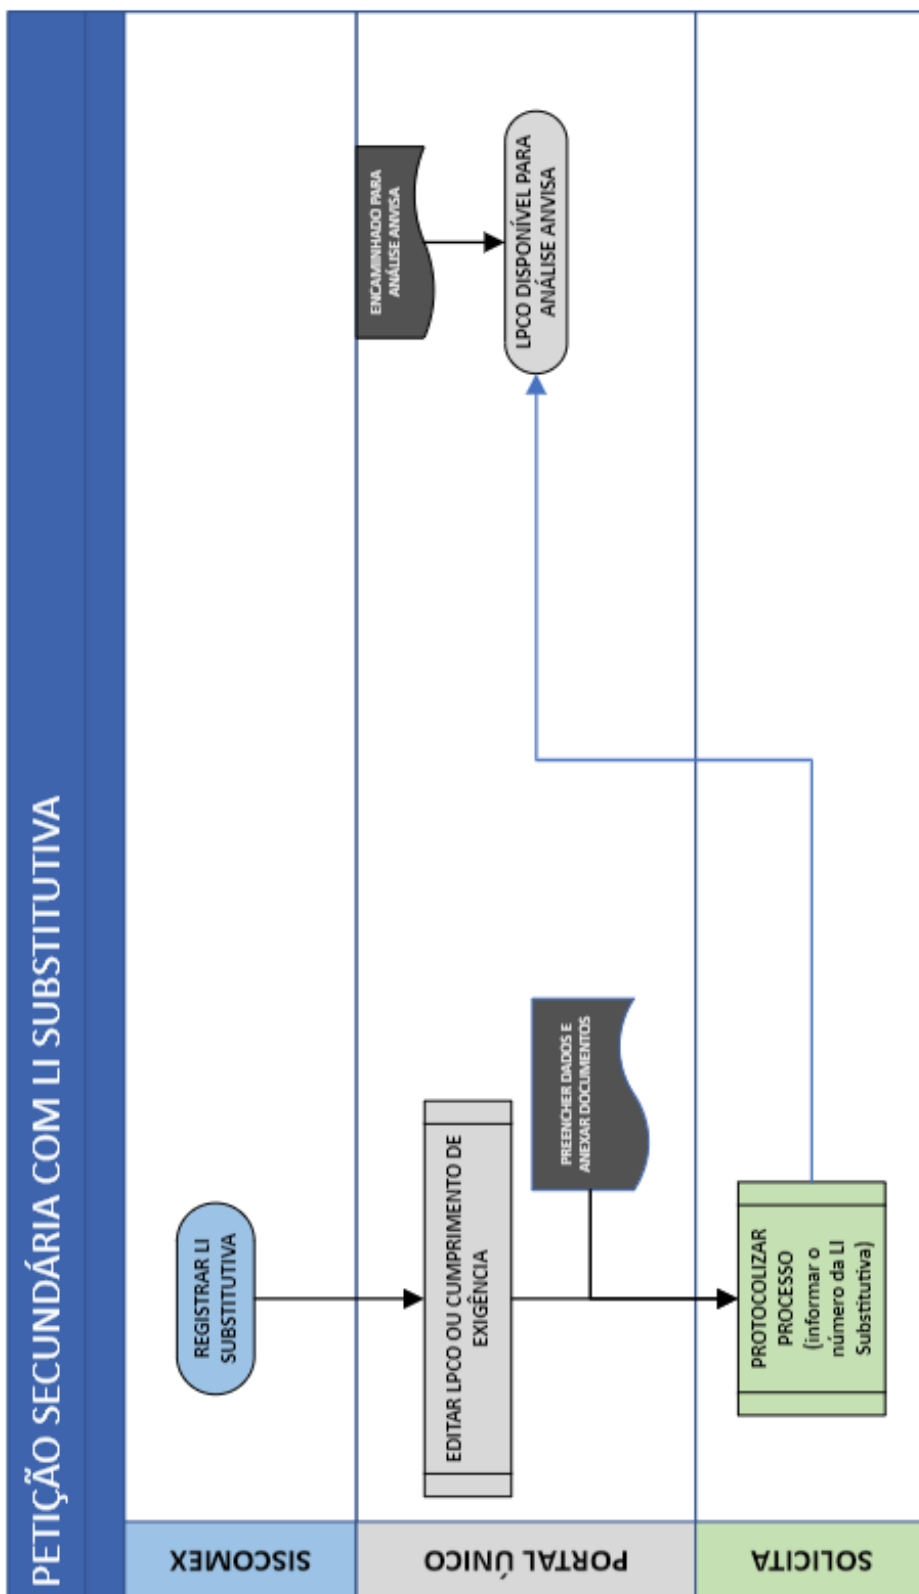 PETIÇÃO SECUNDÁRIA COM LI SUBSTITUTIVA
SISCOMEX
REGISTRAR LI
SUBSTITUTIVA
PORTAL ÚNICO
EDITAR LPCO OU CUMPRIMENTO DE
EXIGÊNCIA
PREENCHER DADOS E
ANEXAR DOCUMENTOS
ENCAMINHADO PARA
ANÁLISE ANVISA
LPCO DISPONÍVEL PARA
ANÁLISE ANVISA
SOLICITA
PROTOCOLIZAR
PROCESSO
(informar o
número da LI
Substitutiva)